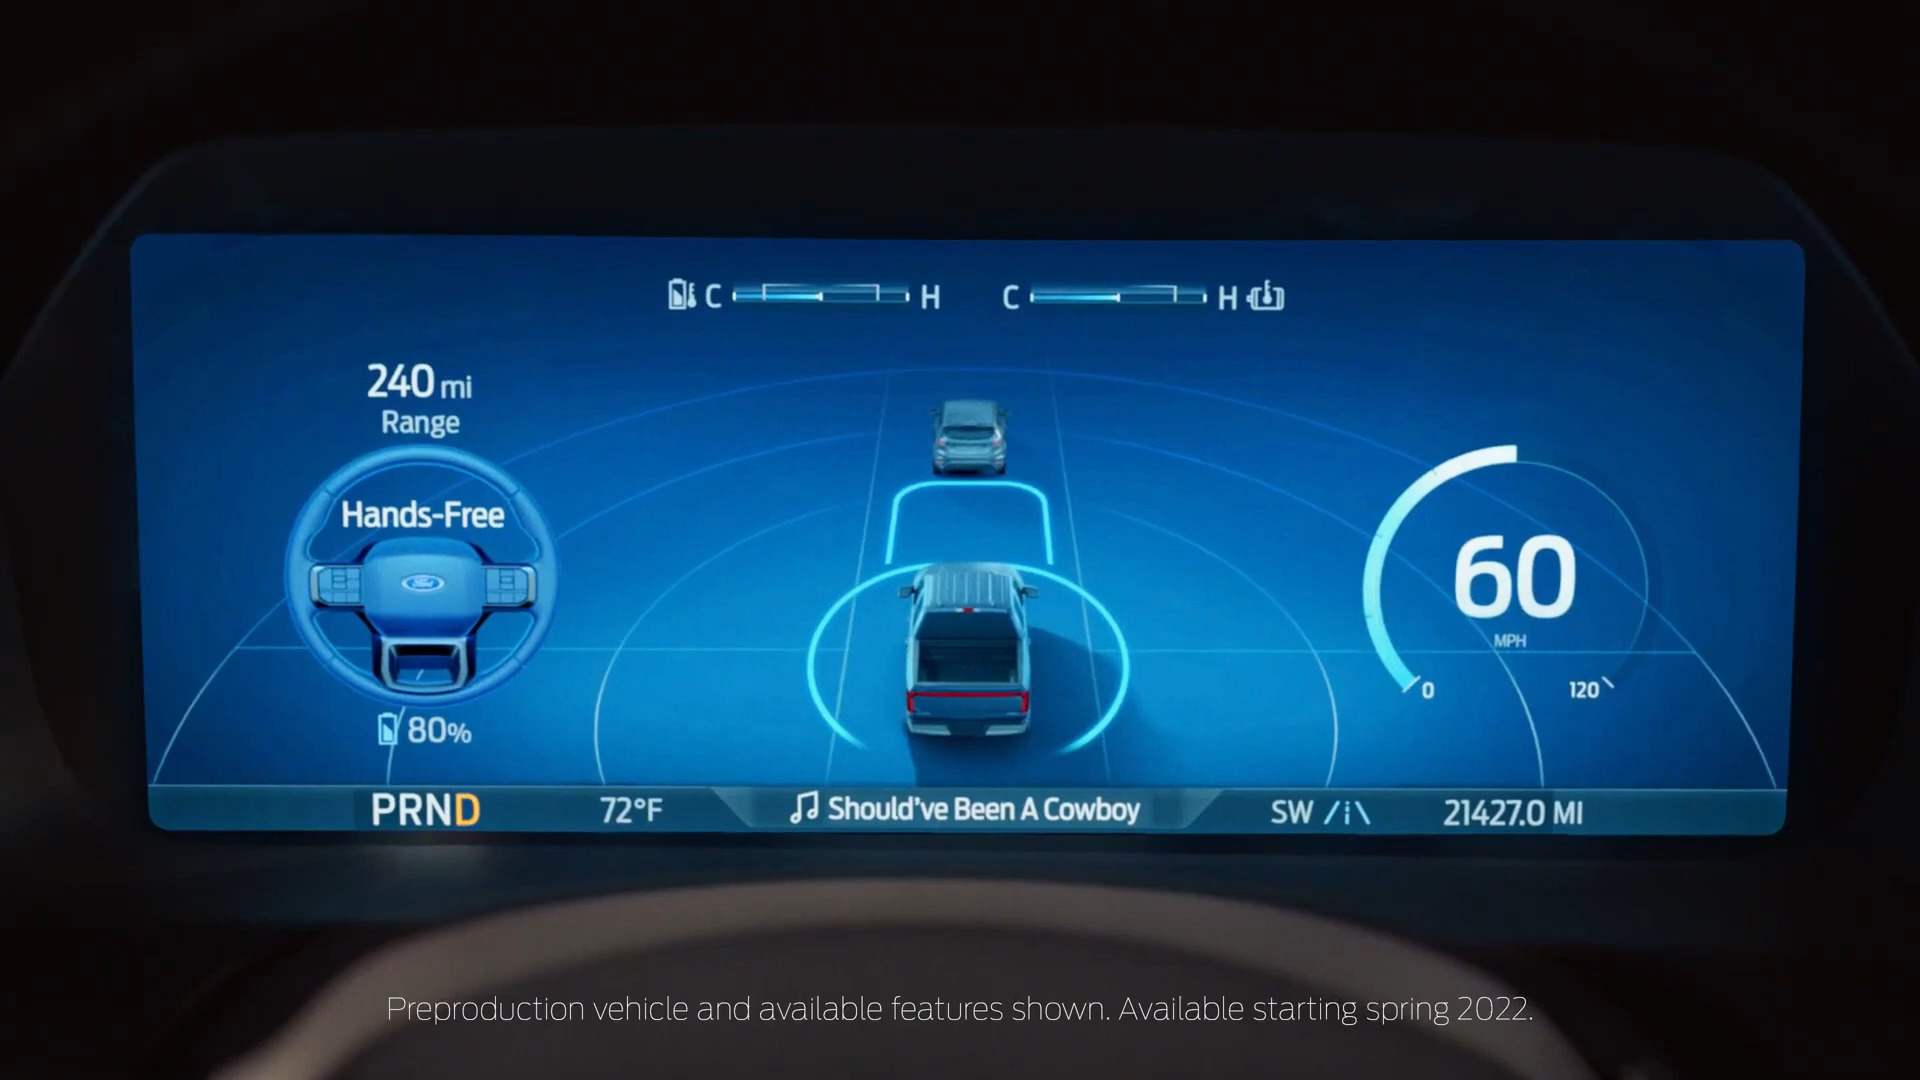 C H C H
240 mi
Range
Hands-Free
Ford
80%
60
MPH
0 120
PRND 72°F Should've Been A Cowboy SW 21427.0 MI
Preproduction vehicle and available features shown. Available starting spring 2022.